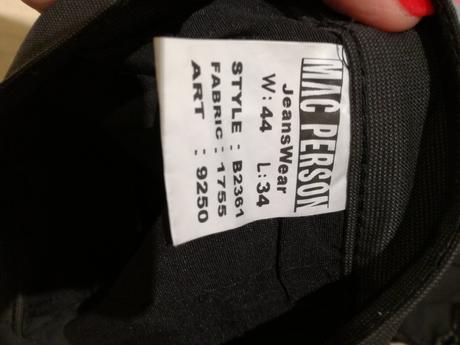 MAC PERSON
JeansWear
W: 44 L: 34
STYLE : B2361
FABRIC : 1755
ART : 9250